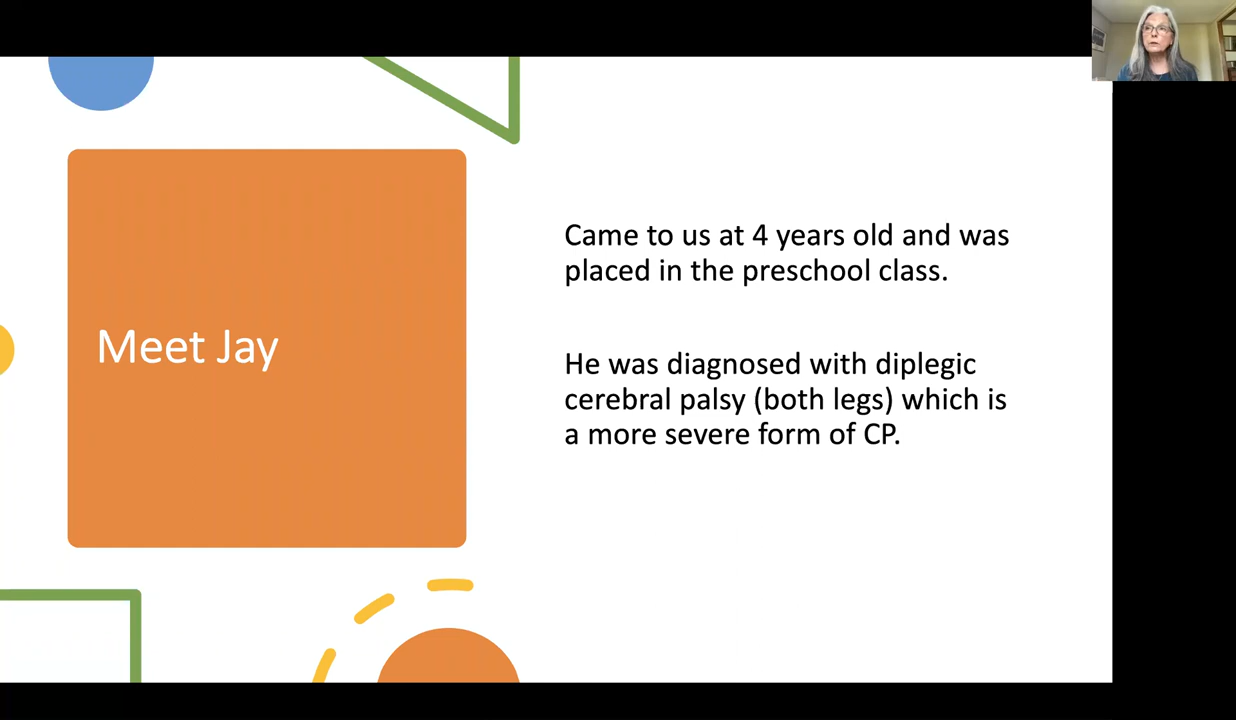 Meet Jay
Came to us at 4 years old and was
placed in the preschool class.
He was diagnosed with diplegic
cerebral palsy (both legs) which is
a more severe form of CP.